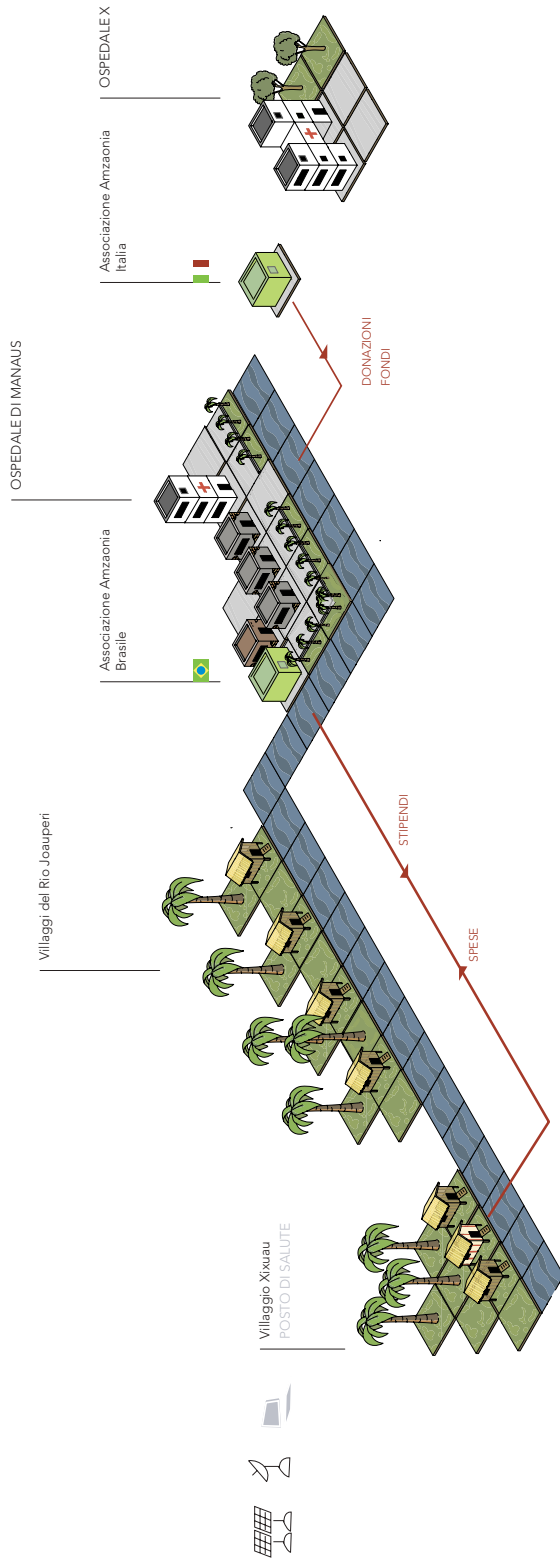 Villaggio Xixuau
POSTO DI SALUTE
Villaggi del Rio Joauperi
Associazione Amzaonia
Brasile
OSPEDALE DI MANAUS
Associazione Amzaonia
Italia
OSPEDALE X
SPESE
STIPENDI
DONAZIONI
FONDI